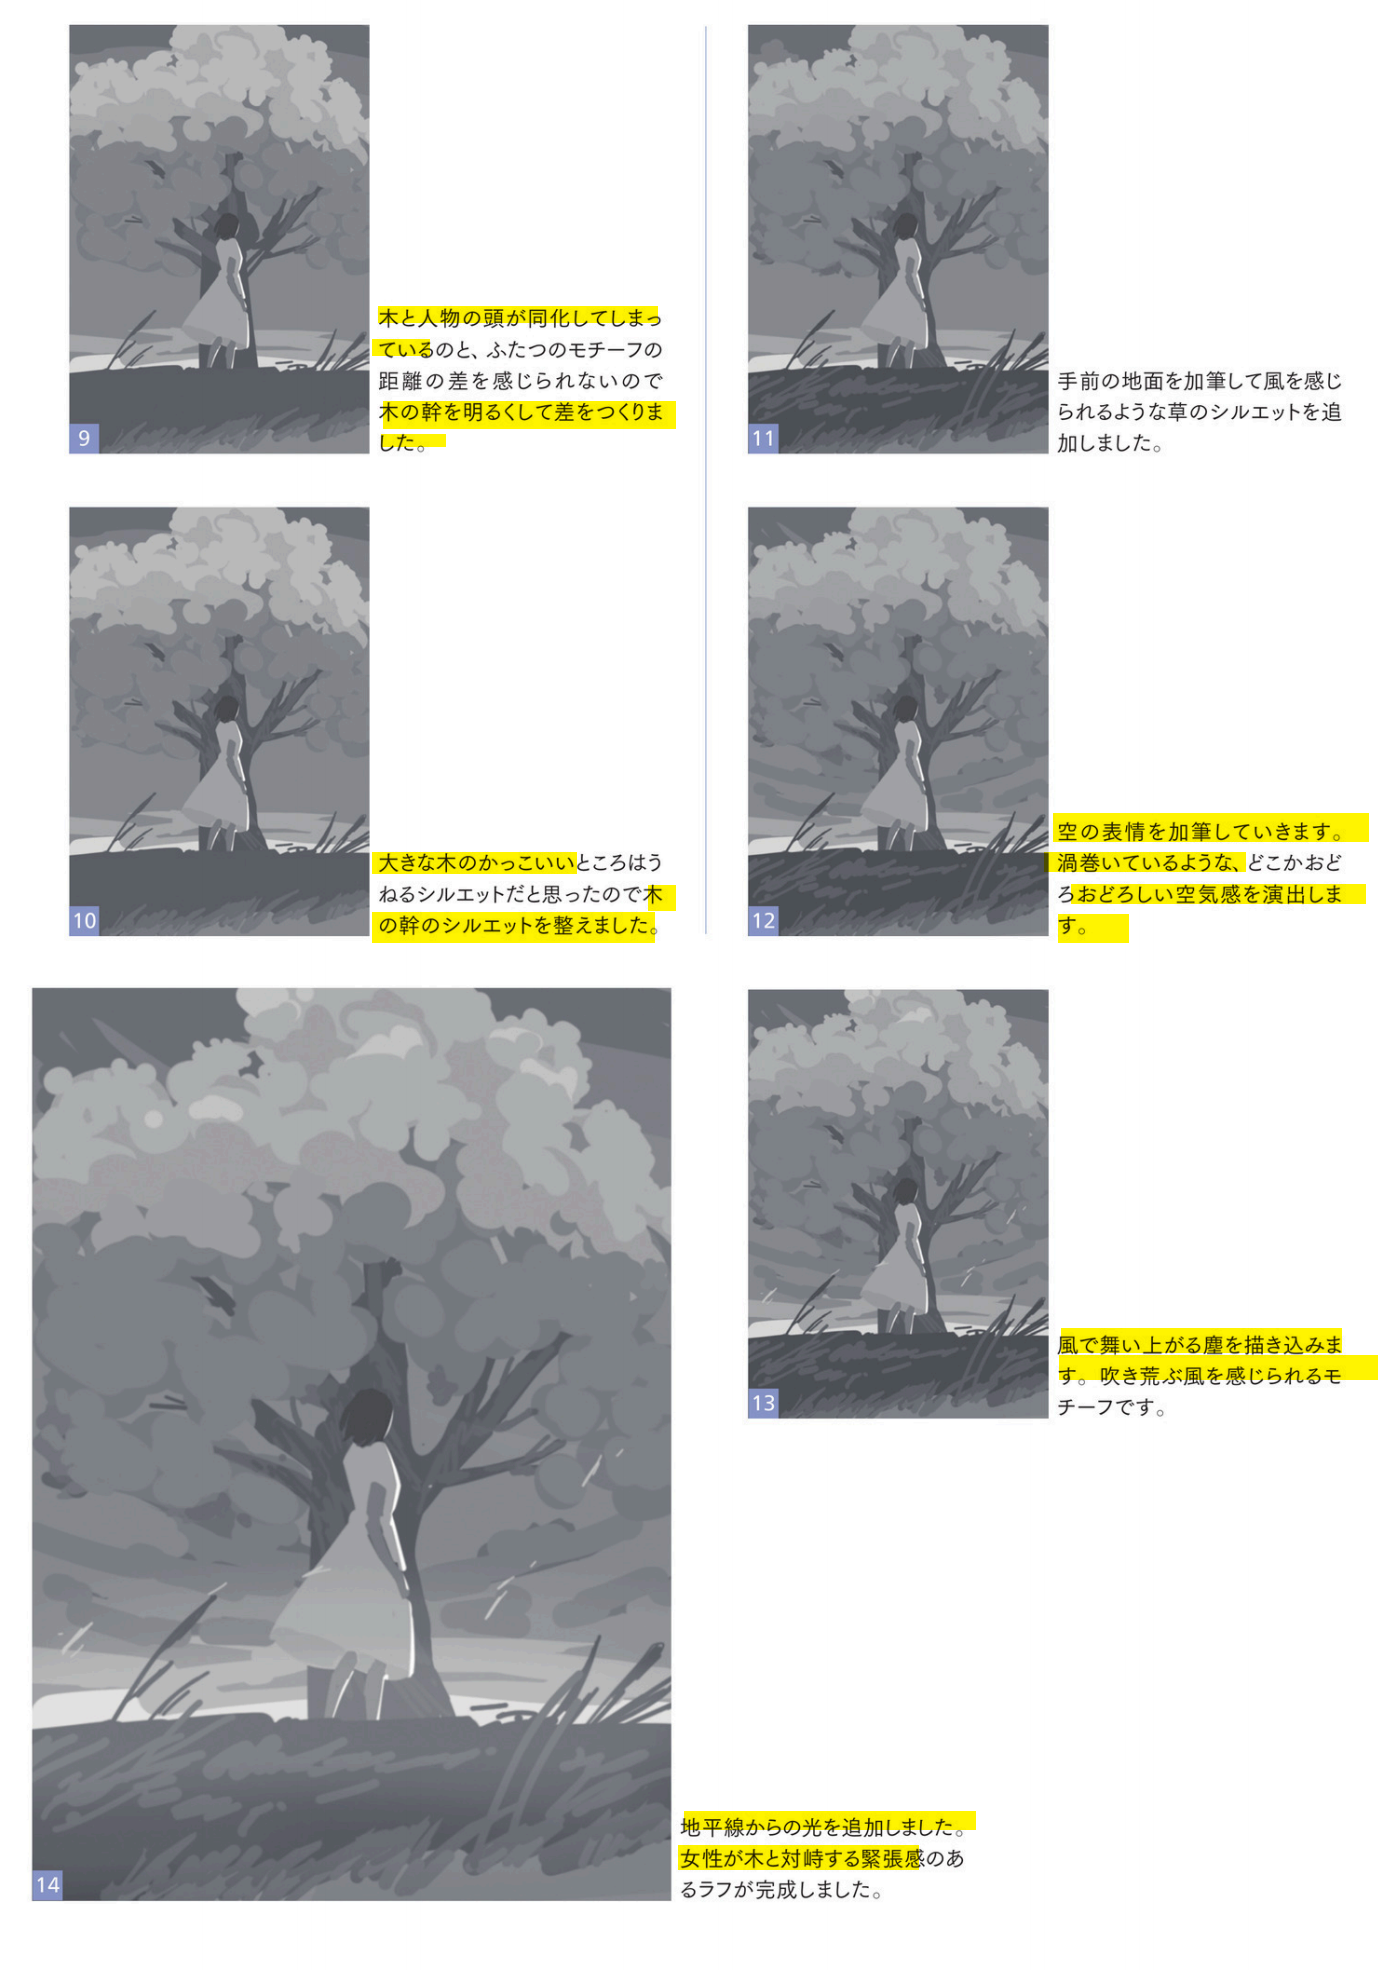 木と人物の頭が同化してしまっ
ているのと、ふたつのモチーフの
距離の差を感じられないので
木の幹を明るくして差をつくりま
した。
9
大きな木のかっこいいところはう
ねるシルエットだと思ったので木
の幹のシルエットを整えました。
10
手前の地面を加筆して風を感じ
られるような草のシルエットを追
加しました。
11
空の表情を加筆していきます。
渦巻いているような、どこかおど
ろおどろしい空気感を演出しま
す。
12
風で舞い上がる塵を描き込みま
す。吹き荒ぶ風を感じられるモ
チーフです。
13
地平線からの光を追加しました。
女性が木と対峙する緊張感のあ
るラフが完成しました。
14